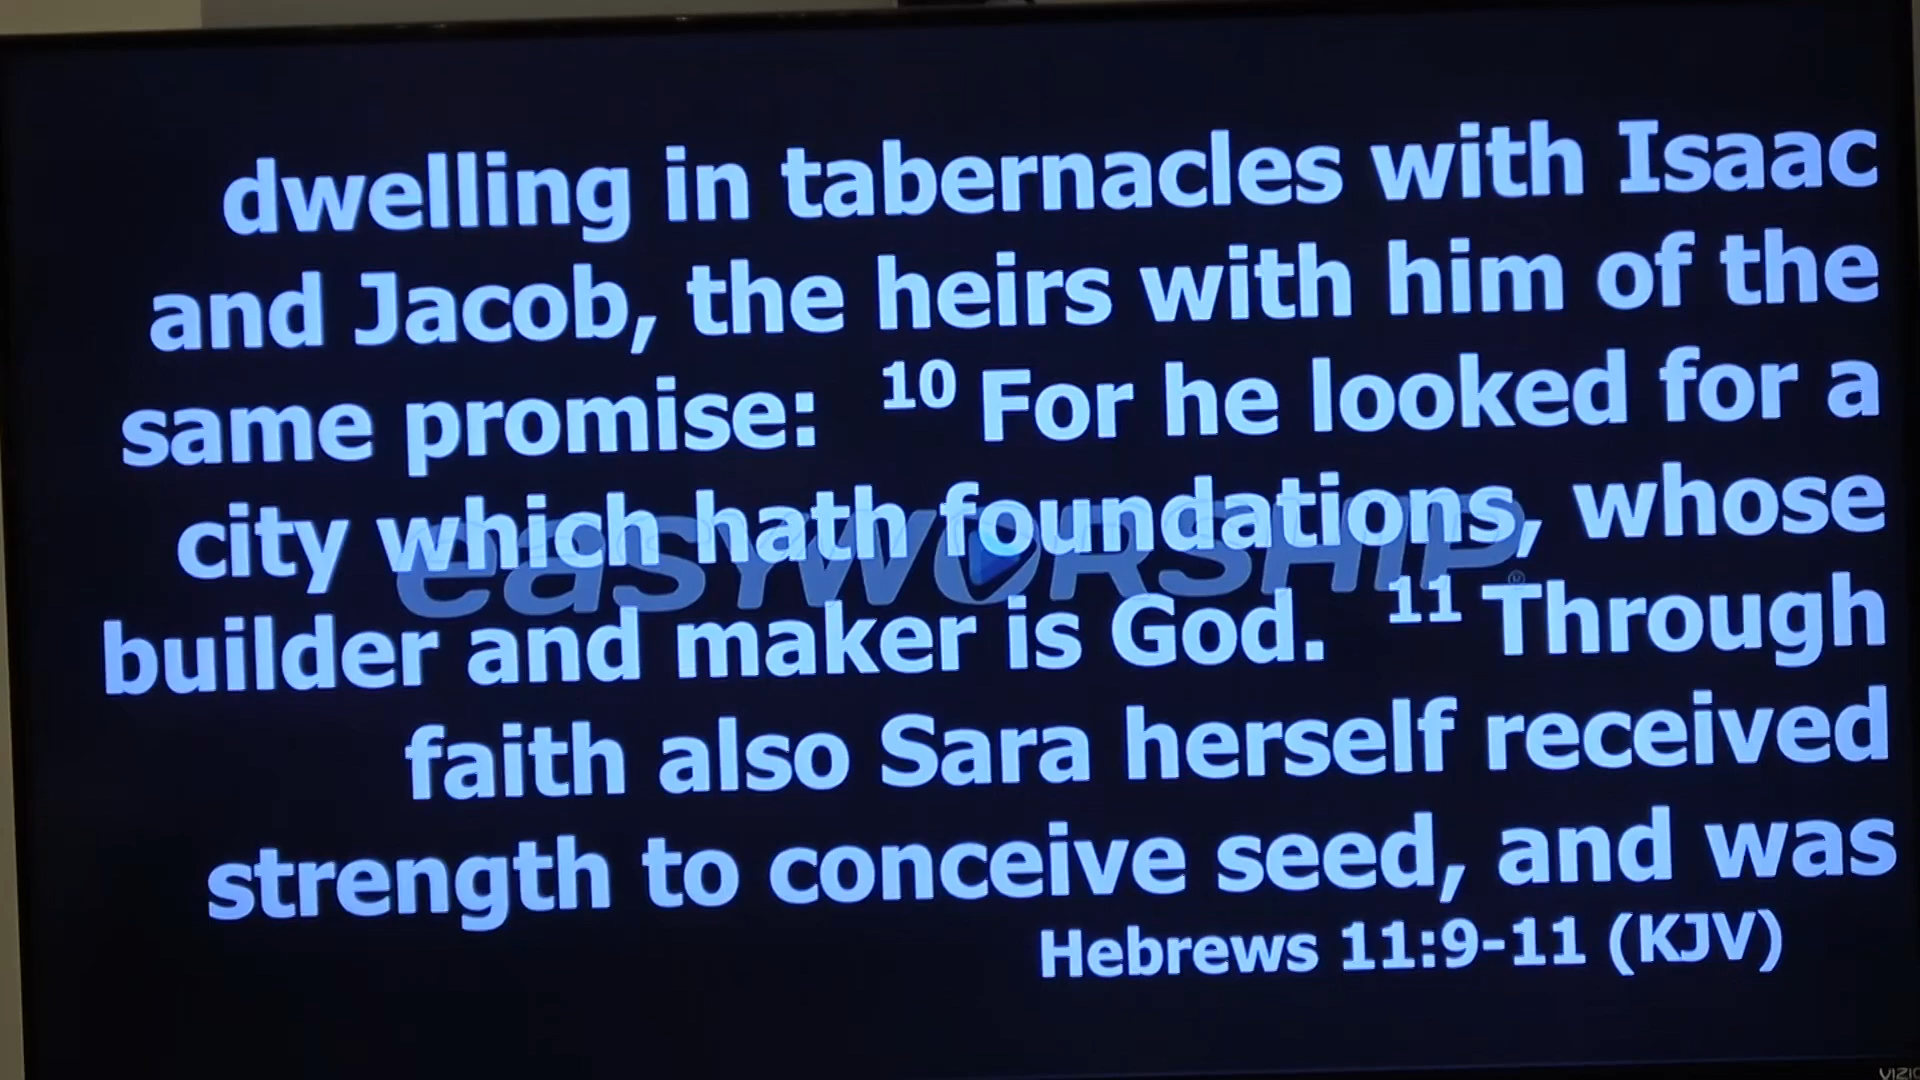 dwelling in tabernacles with Isaac
and Jacob, the heirs with him of the
same promise: 10 For he looked for a
city which hath foundations, whose
easyWORSHIP ®
builder and maker is God. 11 Through
faith also Sara herself received
strength to conceive seed, and was
Hebrews 11:9-11 (KJV)
VIZIO